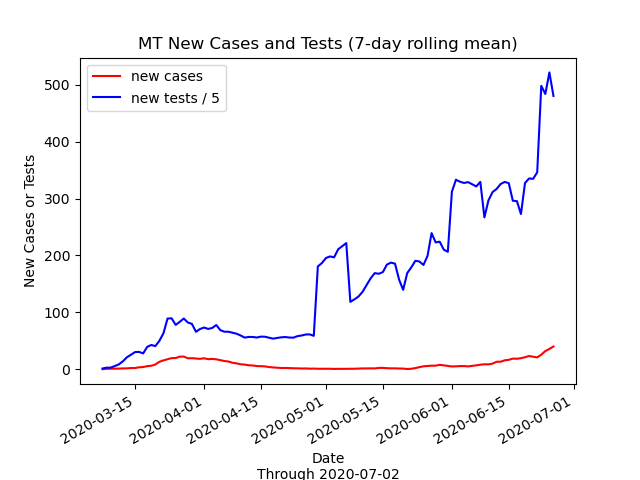 MT New Cases and Tests (7-day rolling mean)
new cases
new tests / 5
New Cases or Tests
500
400
300
200
100
0
2020-03-15
2020-04-01
2020-04-15
2020-05-01
2020-05-15
2020-06-01
2020-06-15
2020-07-01
Date
Through 2020-07-02